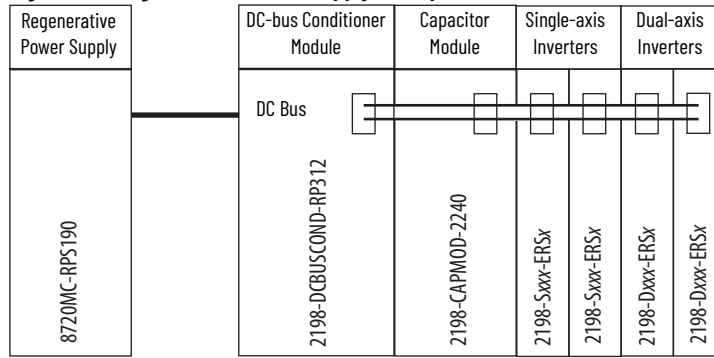 Regenerative
Power Supply
DC-bus Conditioner
Module
Capacitor
Module
Single-axis
Inverters
Dual-axis
Inverters
DC Bus
8720MC-RPS190
2198-DCBUSCOND-RP312
2198-CAPMOD-2240
2198-Sxxx-ERSx
2198-Sxxx-ERSx
2198-Dxxx-ERSx
2198-Dxxx-ERSx